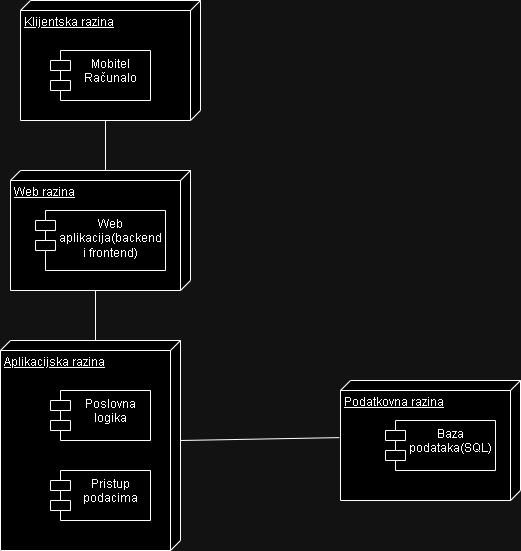 Klijentska razina
Mobitel
Računalo
Web razina
Web
aplikacija(backend
i frontend)
Aplikacijska razina
Poslovna
logika
Pristup
podacima
Podatkovna razina
Baza
podataka(SQL)